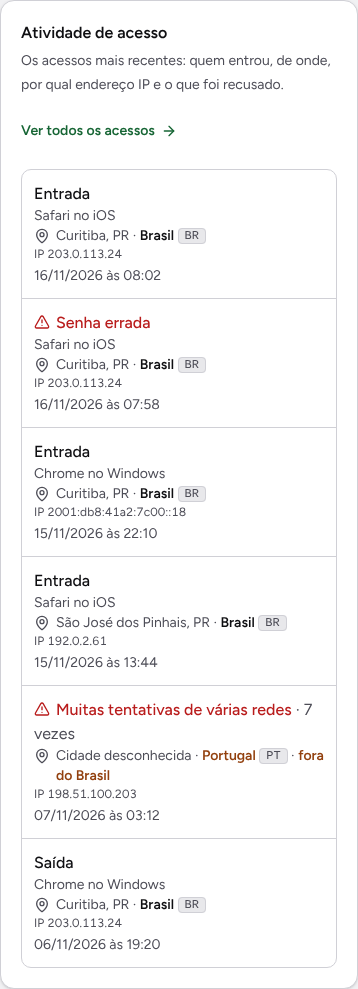 Atividade de acesso
Os acessos mais recentes: quem entrou, de onde,
por qual endereço IP e o que foi recusado.
Ver todos os acessos →
Entrada
Safari no iOS
Curitiba, PR · Brasil BR
IP 203.0.113.24
16/11/2026 às 08:02
Senha errada
Safari no iOS
Curitiba, PR · Brasil BR
IP 203.0.113.24
16/11/2026 às 07:58
Entrada
Chrome no Windows
Curitiba, PR · Brasil BR
IP 2001:db8:41a2:7c00::18
15/11/2026 às 22:10
Entrada
Safari no iOS
São José dos Pinhais, PR · Brasil BR
IP 192.0.2.61
15/11/2026 às 13:44
Muitas tentativas de várias redes · 7
vezes
Cidade desconhecida · Portugal PT · fora
do Brasil
IP 198.51.100.203
07/11/2026 às 03:12
Saída
Chrome no Windows
Curitiba, PR · Brasil BR
IP 203.0.113.24
06/11/2026 às 19:20